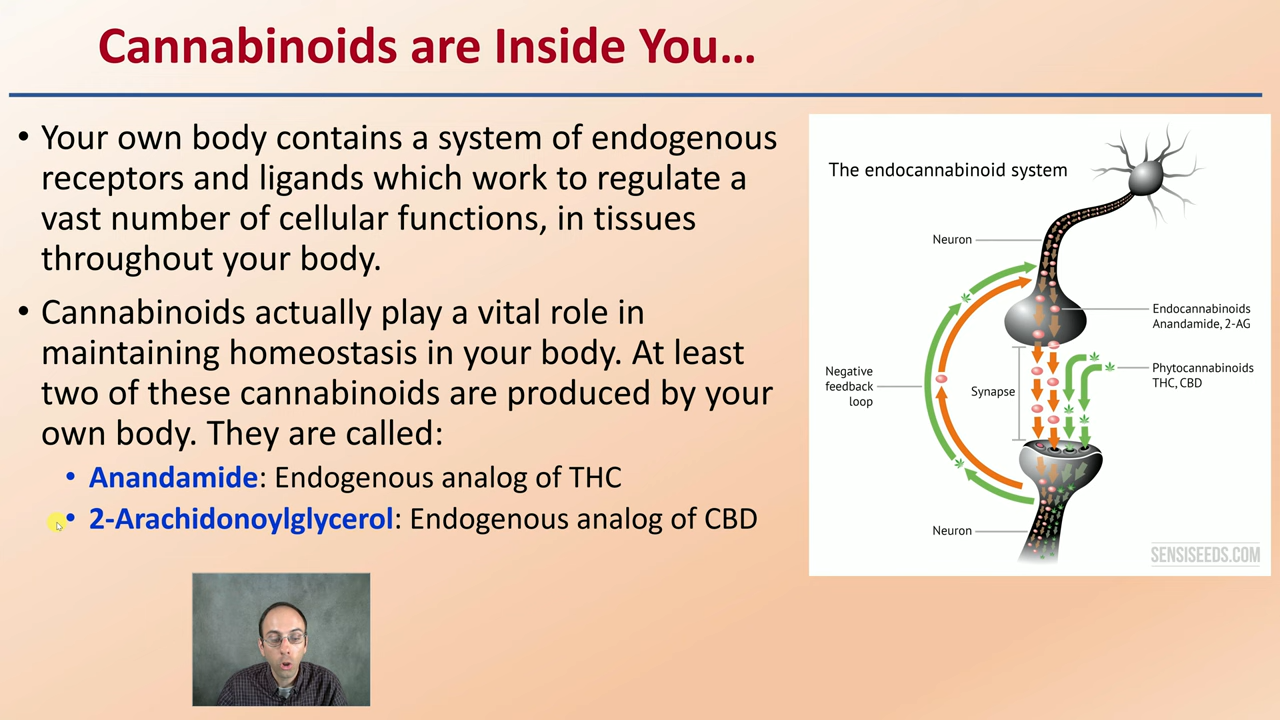 Cannabinoids are Inside You...
• Your own body contains a system of endogenous
receptors and ligands which work to regulate a
vast number of cellular functions, in tissues
throughout your body.
• Cannabinoids actually play a vital role in
maintaining homeostasis in your body. At least
two of these cannabinoids are produced by your
own body. They are called:
• Anandamide: Endogenous analog of THC
• 2-Arachidonoylglycerol: Endogenous analog of CBD
The endocannabinoid system
Neuron
Endocannabinoids
Anandamide, 2-AG
Negative
feedback
loop
Synapse
Phytocannabinoids
THC, CBD
Neuron
SENSISEEDS.COM